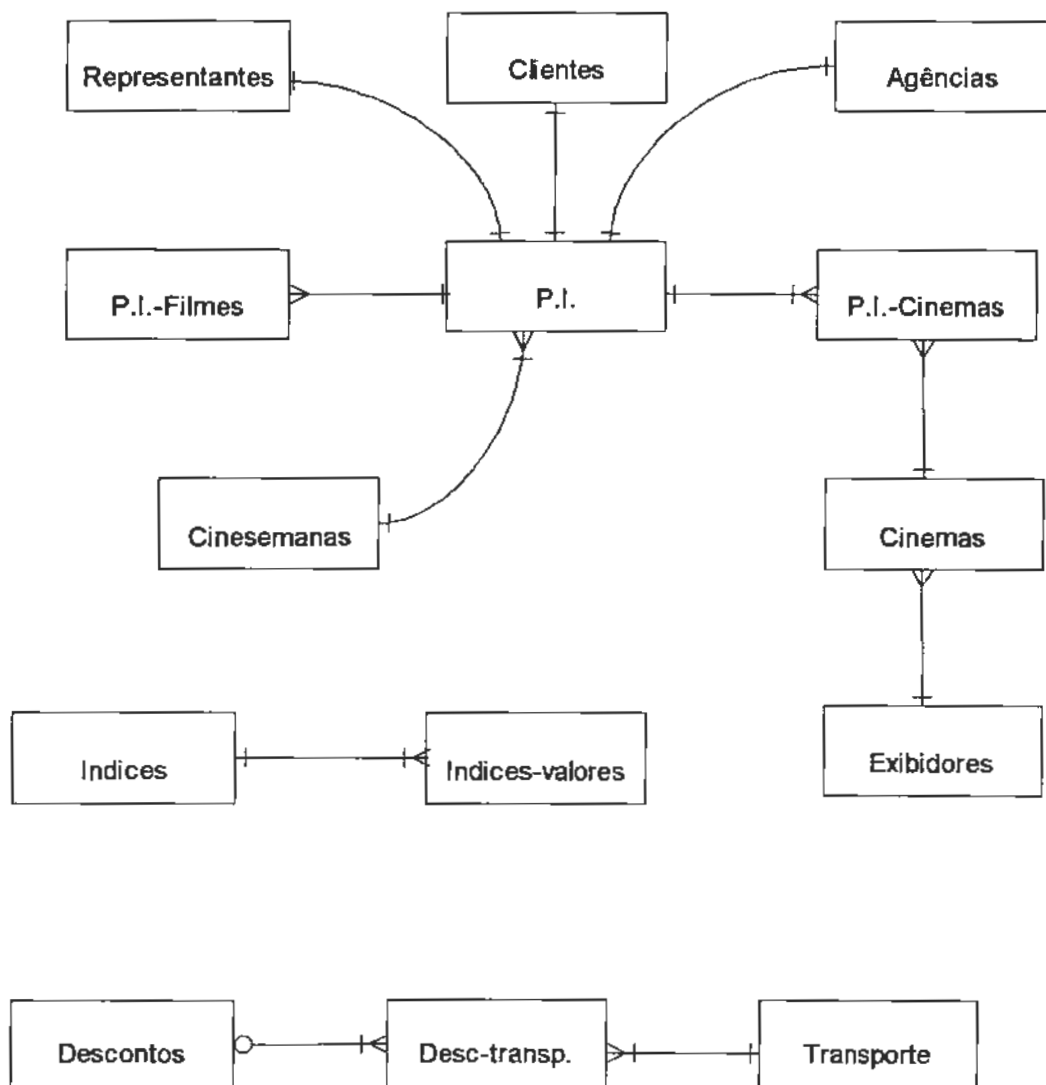 Representantes
Clientes
Agências
P.I.-Filmes
P.I.
P.I.-Cinemas
Cinesemanas
Cinemas
Indices
Indices-valores
Exibidores
Descontos
Desc-transp.
Transporte